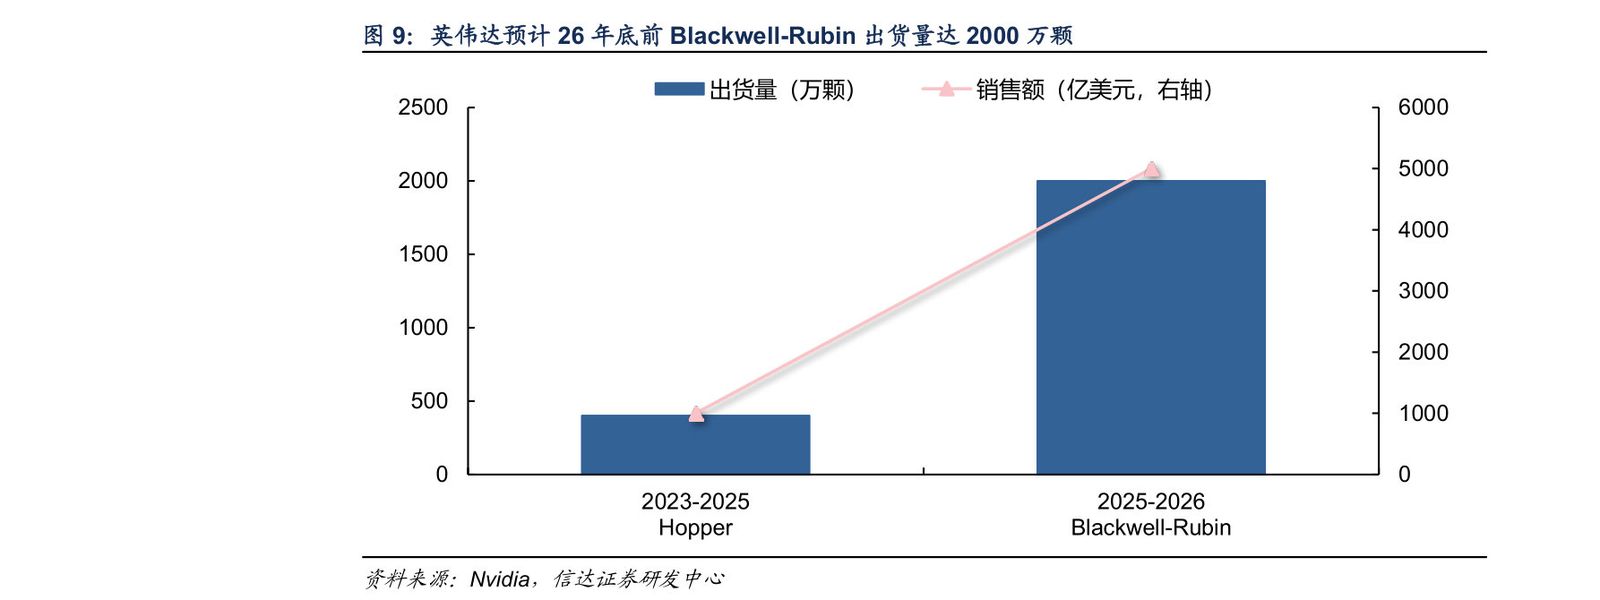 图 9：英伟达预计 26 年底前 Blackwell-Rubin 出货量达 2000 万颗
出货量（万颗） 销售额（亿美元，右轴）
2500 6000
2000 5000
1500 4000
1000 3000
500 2000
0 1000
0
2023-2025 2025-2026
Hopper Blackwell-Rubin
资料来源：Nvidia，信达证券研发中心